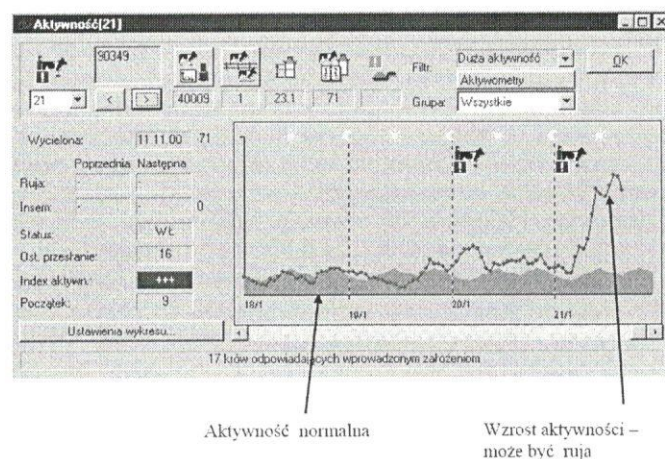 Aktywność[21]
90349
Filtr: Duża aktywnofć OK
Aktywometry
21 < > 40009 1 23.1 71 Grupa: Wszystkie
Wycielona: 11.11.00 71
Poprzednia Następna
Ruja: - -
Insem: - - 0
Status: WŁ
Ost. przesłanie: 16
Index aktywn.: +++
Początek: 9
18/1 19/1 20/1 21/1
Ustawienia wykresu...
17 krów odpowiadających wprowadzonym założeniom
Aktywność normalna
Wzrost aktywności –
może być ruja